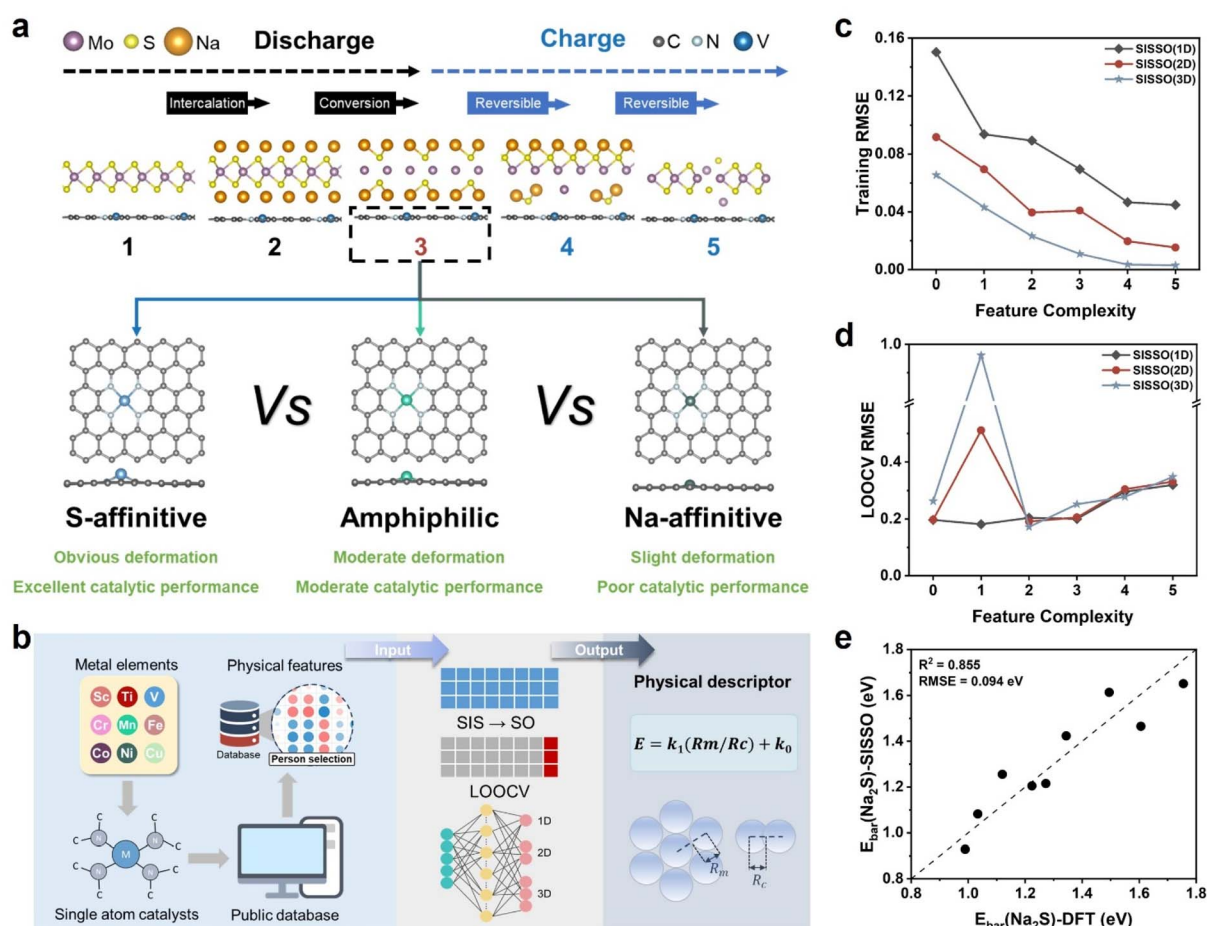 a
Mo S Na Discharge Charge C N V
Intercalation Conversion Reversible Reversible
1 2 3 4 5
Vs Vs
S-affinitive Amphiphilic Na-affinitive
Obvious deformation Moderate deformation Slight deformation
Excellent catalytic performance Moderate catalytic performance Poor catalytic performance
b
Input Output
Metal elements Physical features
Sc Ti V
Cr Mn Fe
Co Ni Cu
Database
Person selection
C C C C
N N
M
N N
C C C C
Single atom catalysts Public database
SIS → SO
LOOCV
1D
2D
3D
Physical descriptor
E = k₁(Rm/Rc) + k₀
Rₘ
R꜀
c
SISSO(1D)
SISSO(2D)
SISSO(3D)
Training RMSE
0.16
0.12
0.08
0.04
0.00
0 1 2 3 4 5
Feature Complexity
d
SISSO(1D)
SISSO(2D)
SISSO(3D)
LOOCV RMSE
1.0
0.4
0.2
0.0
0 1 2 3 4 5
Feature Complexity
e
R² = 0.855
RMSE = 0.094 eV
E_bar(Na₂S)-SISSO (eV)
1.8
1.6
1.4
1.2
1.0
0.8
0.8 1.0 1.2 1.4 1.6 1.8
E_bar(Na₂S)-DFT (eV)